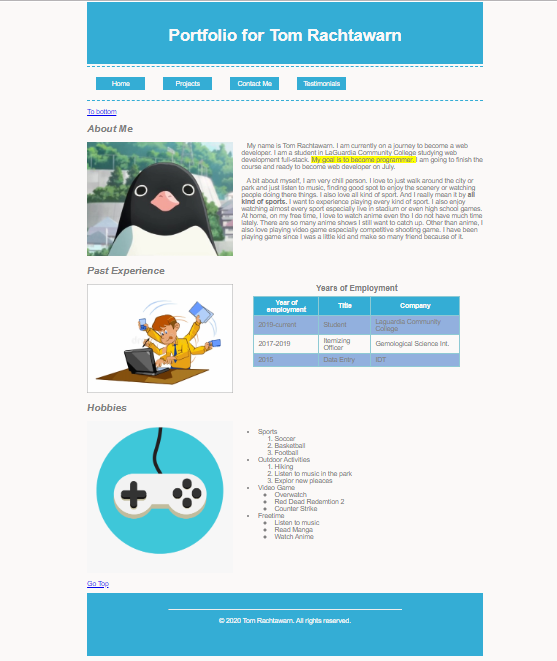 Portfolio for Tom Rachtawarn
Home Projects Contact Me Testimonials
To bottom
About Me
My name is Tom Rachtawarn. I am currently on a journey to become a web
developer. I am a student in LaGuardia Community College studying web
development full-stack. My goal is to become programmer. I am going to finish the
course and ready to become web developer on July.
A bit about myself, I am very chill person. I love to just walk around the city or
park and just listen to music, finding good spot to enjoy the scenery or watching
people doing there things. I also love all kind of sport. And I really mean it by all
kind of sports. I want to experience playing every kind of sport. I also enjoy
watching almost every sport especially live in stadium or even high school games.
At home, on my free time, I love to watch anime even tho I do not have much time
lately. There are so many anime shows I still want to catch up. Other than anime, I
also love playing video game especially competitive shooting game. I have been
playing game since I was a little kid and make so many friend because of it.
Past Experience
Years of Employment
Year of employment Title Company
2019-current Student Laguardia Community College
2017-2019 Itemizing Officer Gemological Science Int.
2015 Data Entry IDT
Hobbies
• Sports
1. Soccer
2. Basketball
3. Football
• Outdoor Activities
1. Hiking
2. Listen to music in the park
3. Explor new pleaces
• Video Game
Overwatch
Red Dead Redemtion 2
Counter Strike
• Freetime
Listen to music
Read Manga
Watch Anime
Go Top
© 2020 Tom Rachtawarn. All rights reserved.